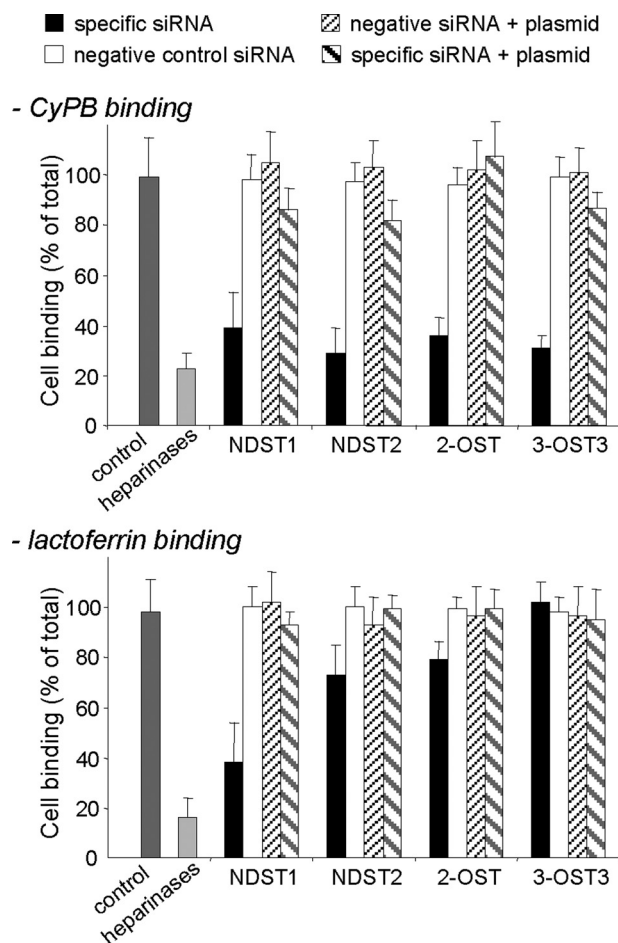 specific siRNA
negative siRNA + plasmid
negative control siRNA
specific siRNA + plasmid
- CyPB binding
Cell binding (% of total)
100
80
60
40
20
0
control
heparinases
NDST1
NDST2
2-OST
3-OST3
- lactoferrin binding
Cell binding (% of total)
100
80
60
40
20
0
control
heparinases
NDST1
NDST2
2-OST
3-OST3